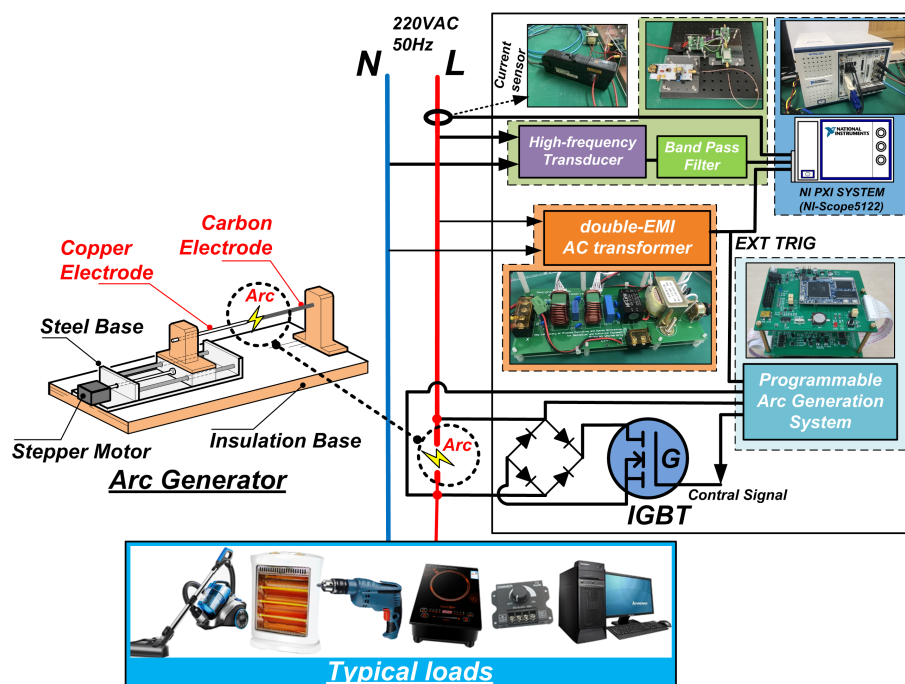 220VAC
50Hz
N
L
Current
sensor
High-frequency
Transducer
Band Pass
Filter
NATIONAL
INSTRUMENTS
NI PXI SYSTEM
(NI-Scope5122)
double-EMI
AC transformer
EXT TRIG
Carbon
Electrode
Copper
Electrode
Arc
Steel Base
Stepper Motor
Insulation Base
Arc Generator
Arc
Programmable
Arc Generation
System
G
IGBT
Contral Signal
Typical loads